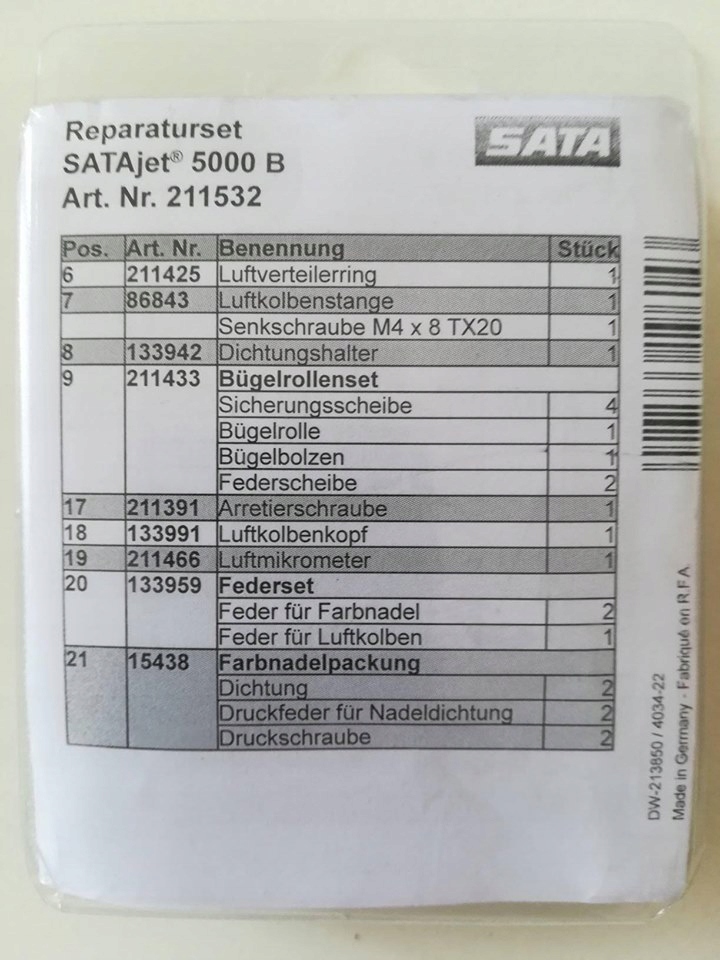 Reparaturset
SATAjet® 5000 B
Art. Nr. 211532
SATA
Pos. Art. Nr. Benennung Stück
6 211425 Luftverteilerring 1
7 86843 Luftkolbenstange 1
Senkschraube M4 x 8 TX20 1
8 133942 Dichtungshalter 1
9 211433 Bügelrollenset
Sicherungsscheibe 4
Bügelrolle 1
Bügelbolzen 1
Federscheibe 2
17 211391 Arretierschraube 1
18 133991 Luftkolbenkopf 1
19 211466 Luftmikrometer 1
20 133959 Federset
Feder für Farbnadel 2
Feder für Luftkolben 1
21 15438 Farbnadelpackung
Dichtung 2
Druckfeder für Nadeldichtung 2
Druckschraube 2
DW-213850 / 4034-22
Made in Germany - Fabriqué en R.F.A.